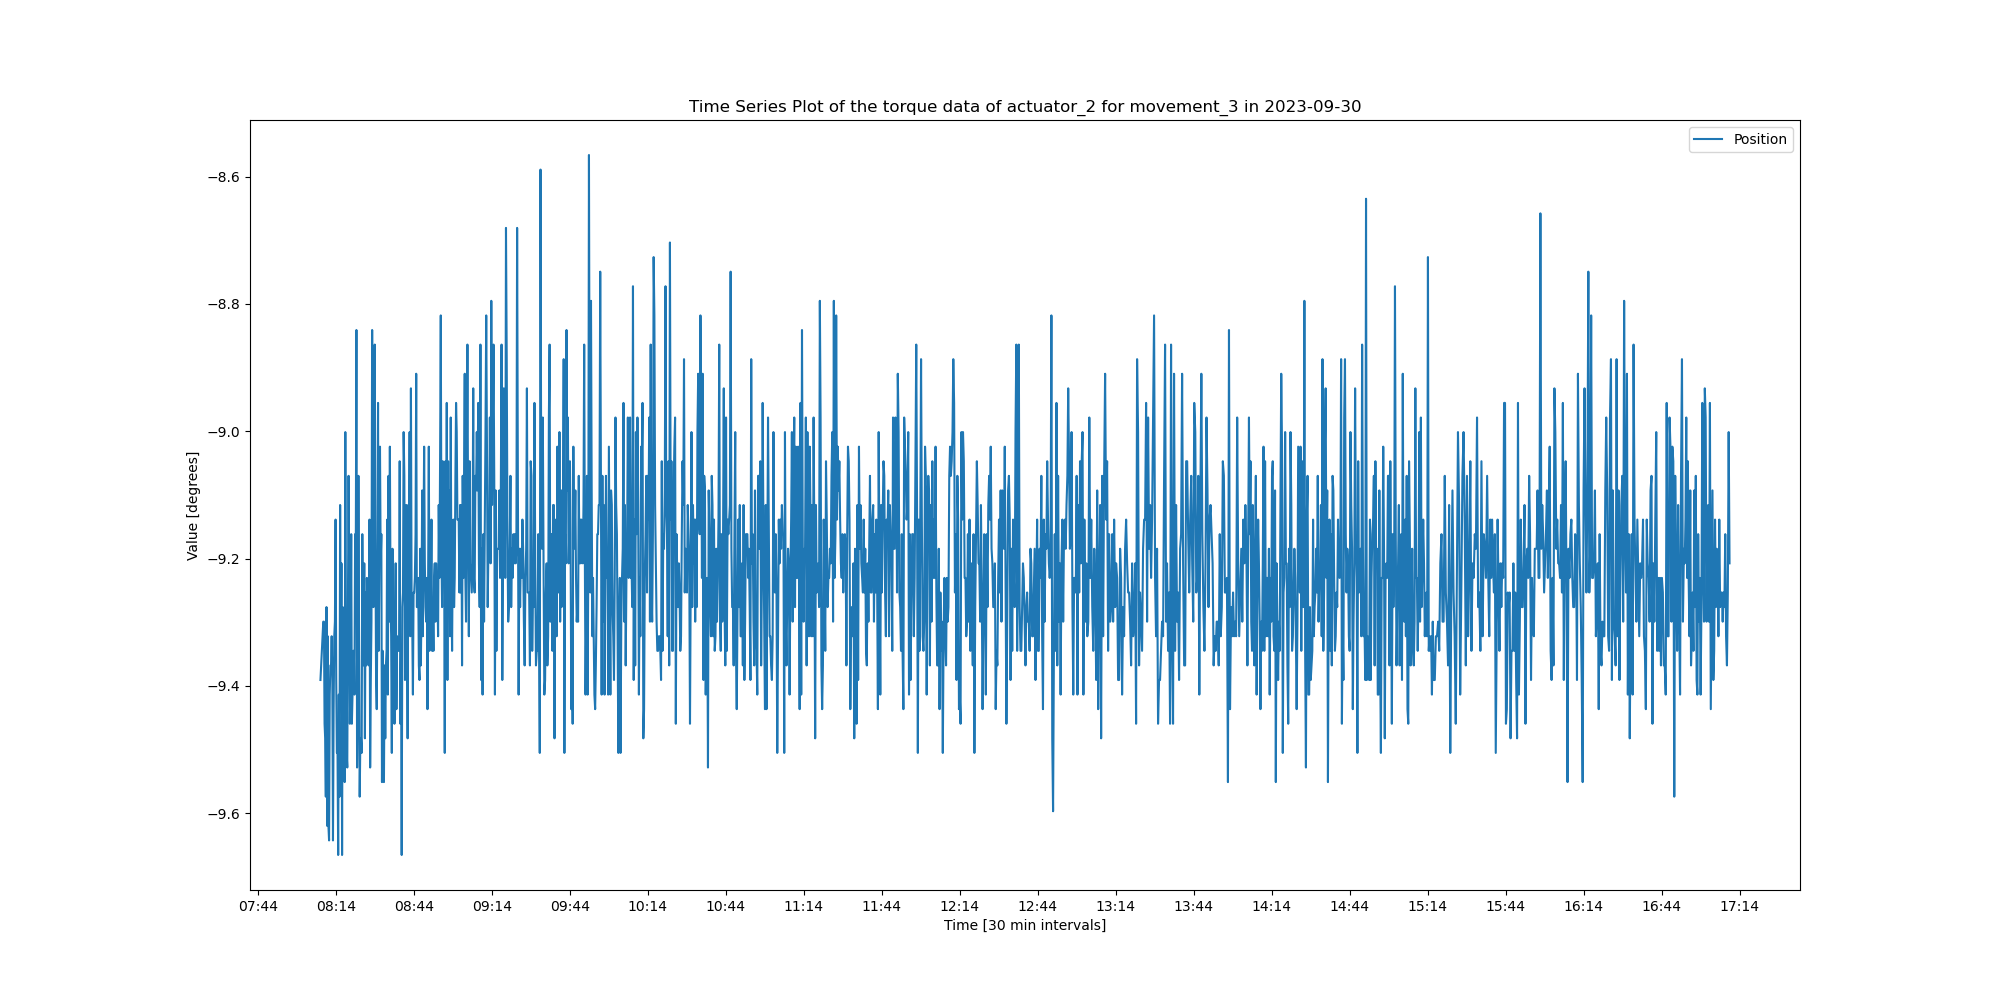 Time Series Plot of the torque data of actuator_2 for movement_3 in 2023-09-30
Position
−8.6
−8.8
−9.0
−9.2
−9.4
−9.6
Value [degrees]
07:44 08:14 08:44 09:14 09:44 10:14 10:44 11:14 11:44 12:14 12:44 13:14 13:44 14:14 14:44 15:14 15:44 16:14 16:44 17:14
Time [30 min intervals]